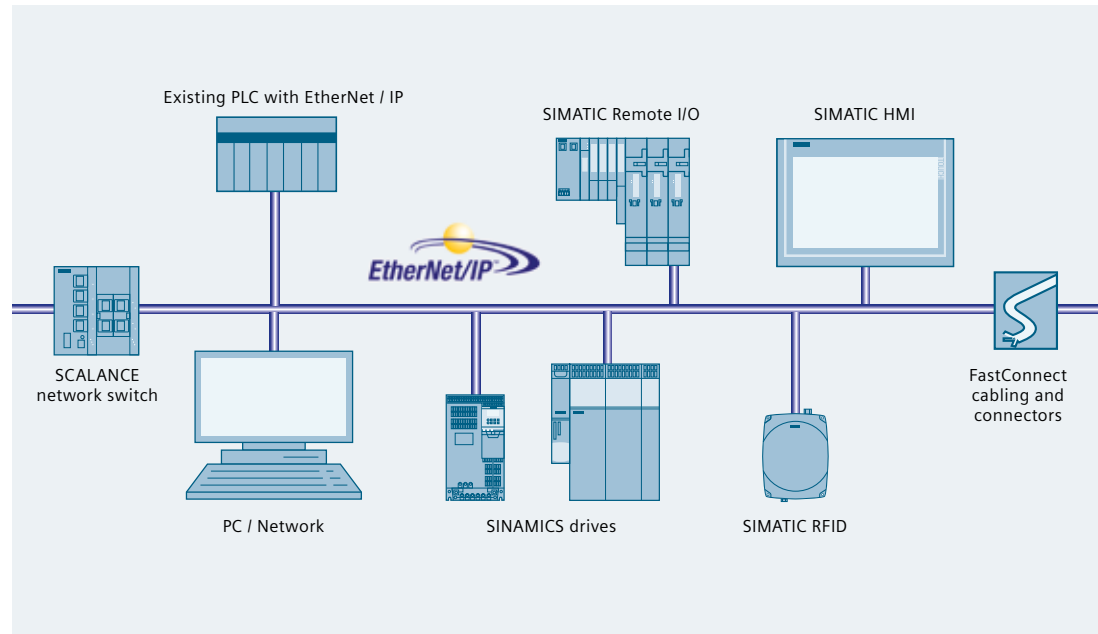 Existing PLC with EtherNet / IP
SIMATIC Remote I/O
SIMATIC HMI
EtherNet/IP™
SCALANCE
network switch
FastConnect
cabling and
connectors
PC / Network
SINAMICS drives
SIMATIC RFID